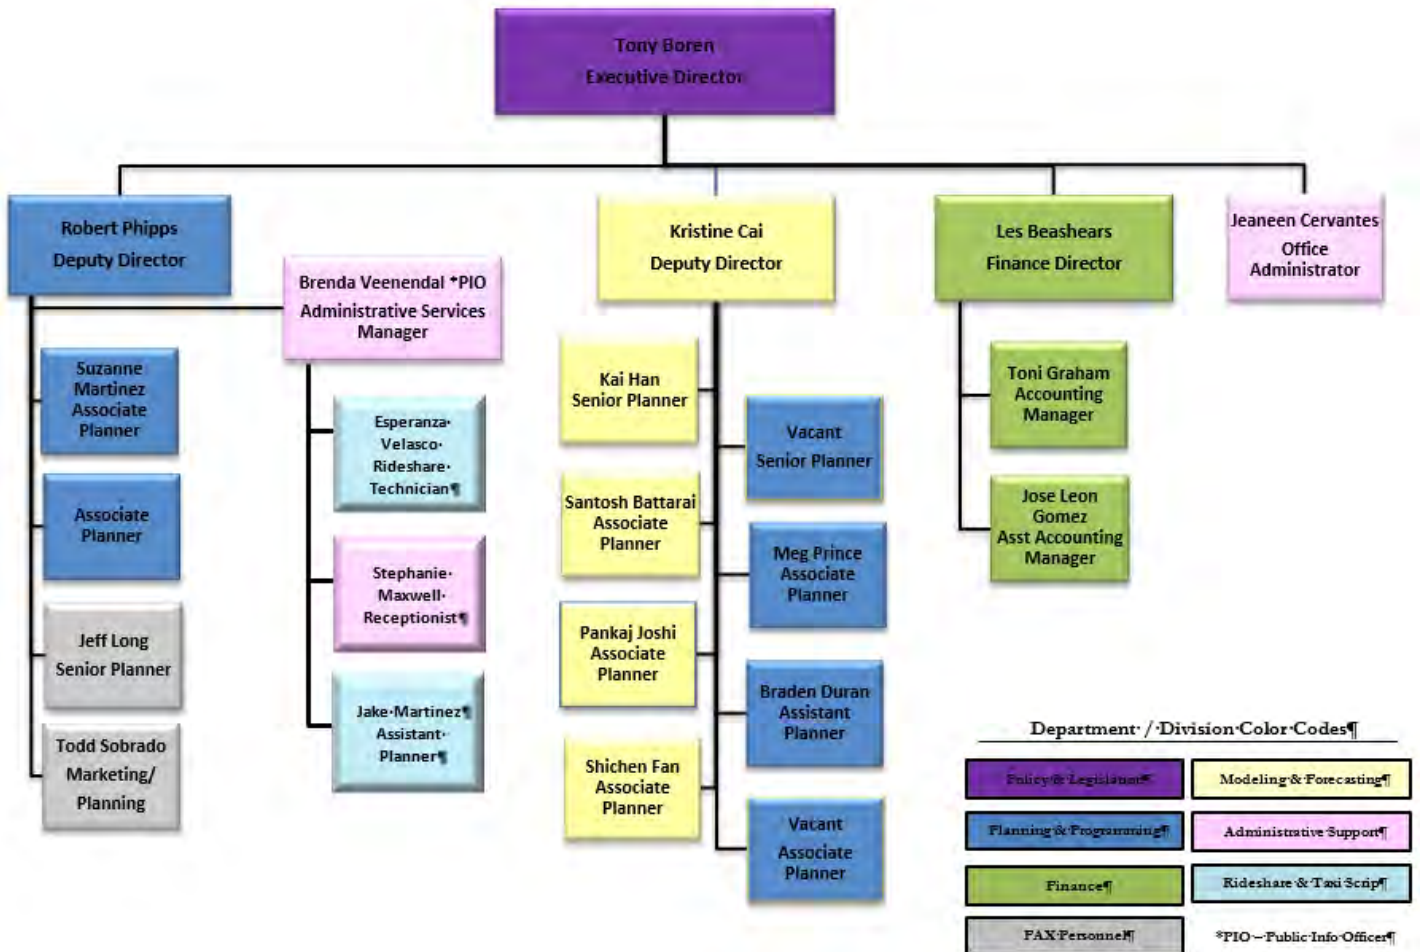 Tony Boren
Executive Director
Robert Phipps
Deputy Director
Kristine Cai
Deputy Director
Les Beashears
Finance Director
Jeaneen Cervantes
Office
Administrator
Brenda Veenendal *PIO
Administrative Services
Manager
Suzanne
Martinez
Associate
Planner
Associate
Planner
Jeff Long
Senior Planner
Todd Sobrado
Marketing/
Planning
Esperanza·
Velasco·
Rideshare·
Technician¶
Stephanie·
Maxwell·
Receptionist¶
Jake·Martinez¶
Assistant·
Planner¶
Kai Han
Senior Planner
Santosh Battarai
Associate
Planner
Pankaj Joshi
Associate
Planner
Shichen Fan
Associate
Planner
Vacant
Senior Planner
Meg Prince
Associate
Planner
Braden Duran
Assistant
Planner
Vacant
Associate
Planner
Toni Graham
Accounting
Manager
Jose Leon
Gomez
Asst Accounting
Manager
Department·/·Division·Color·Codes¶
Policy·&·Legislation¶
Modeling·&·Forecasting¶
Planning·&·Programming¶
Administrative·Support¶
Finance¶
Rideshare·&·Taxi·Scrip¶
FAX·Personnel¶
*PIO·–·Public·Info·Officer¶